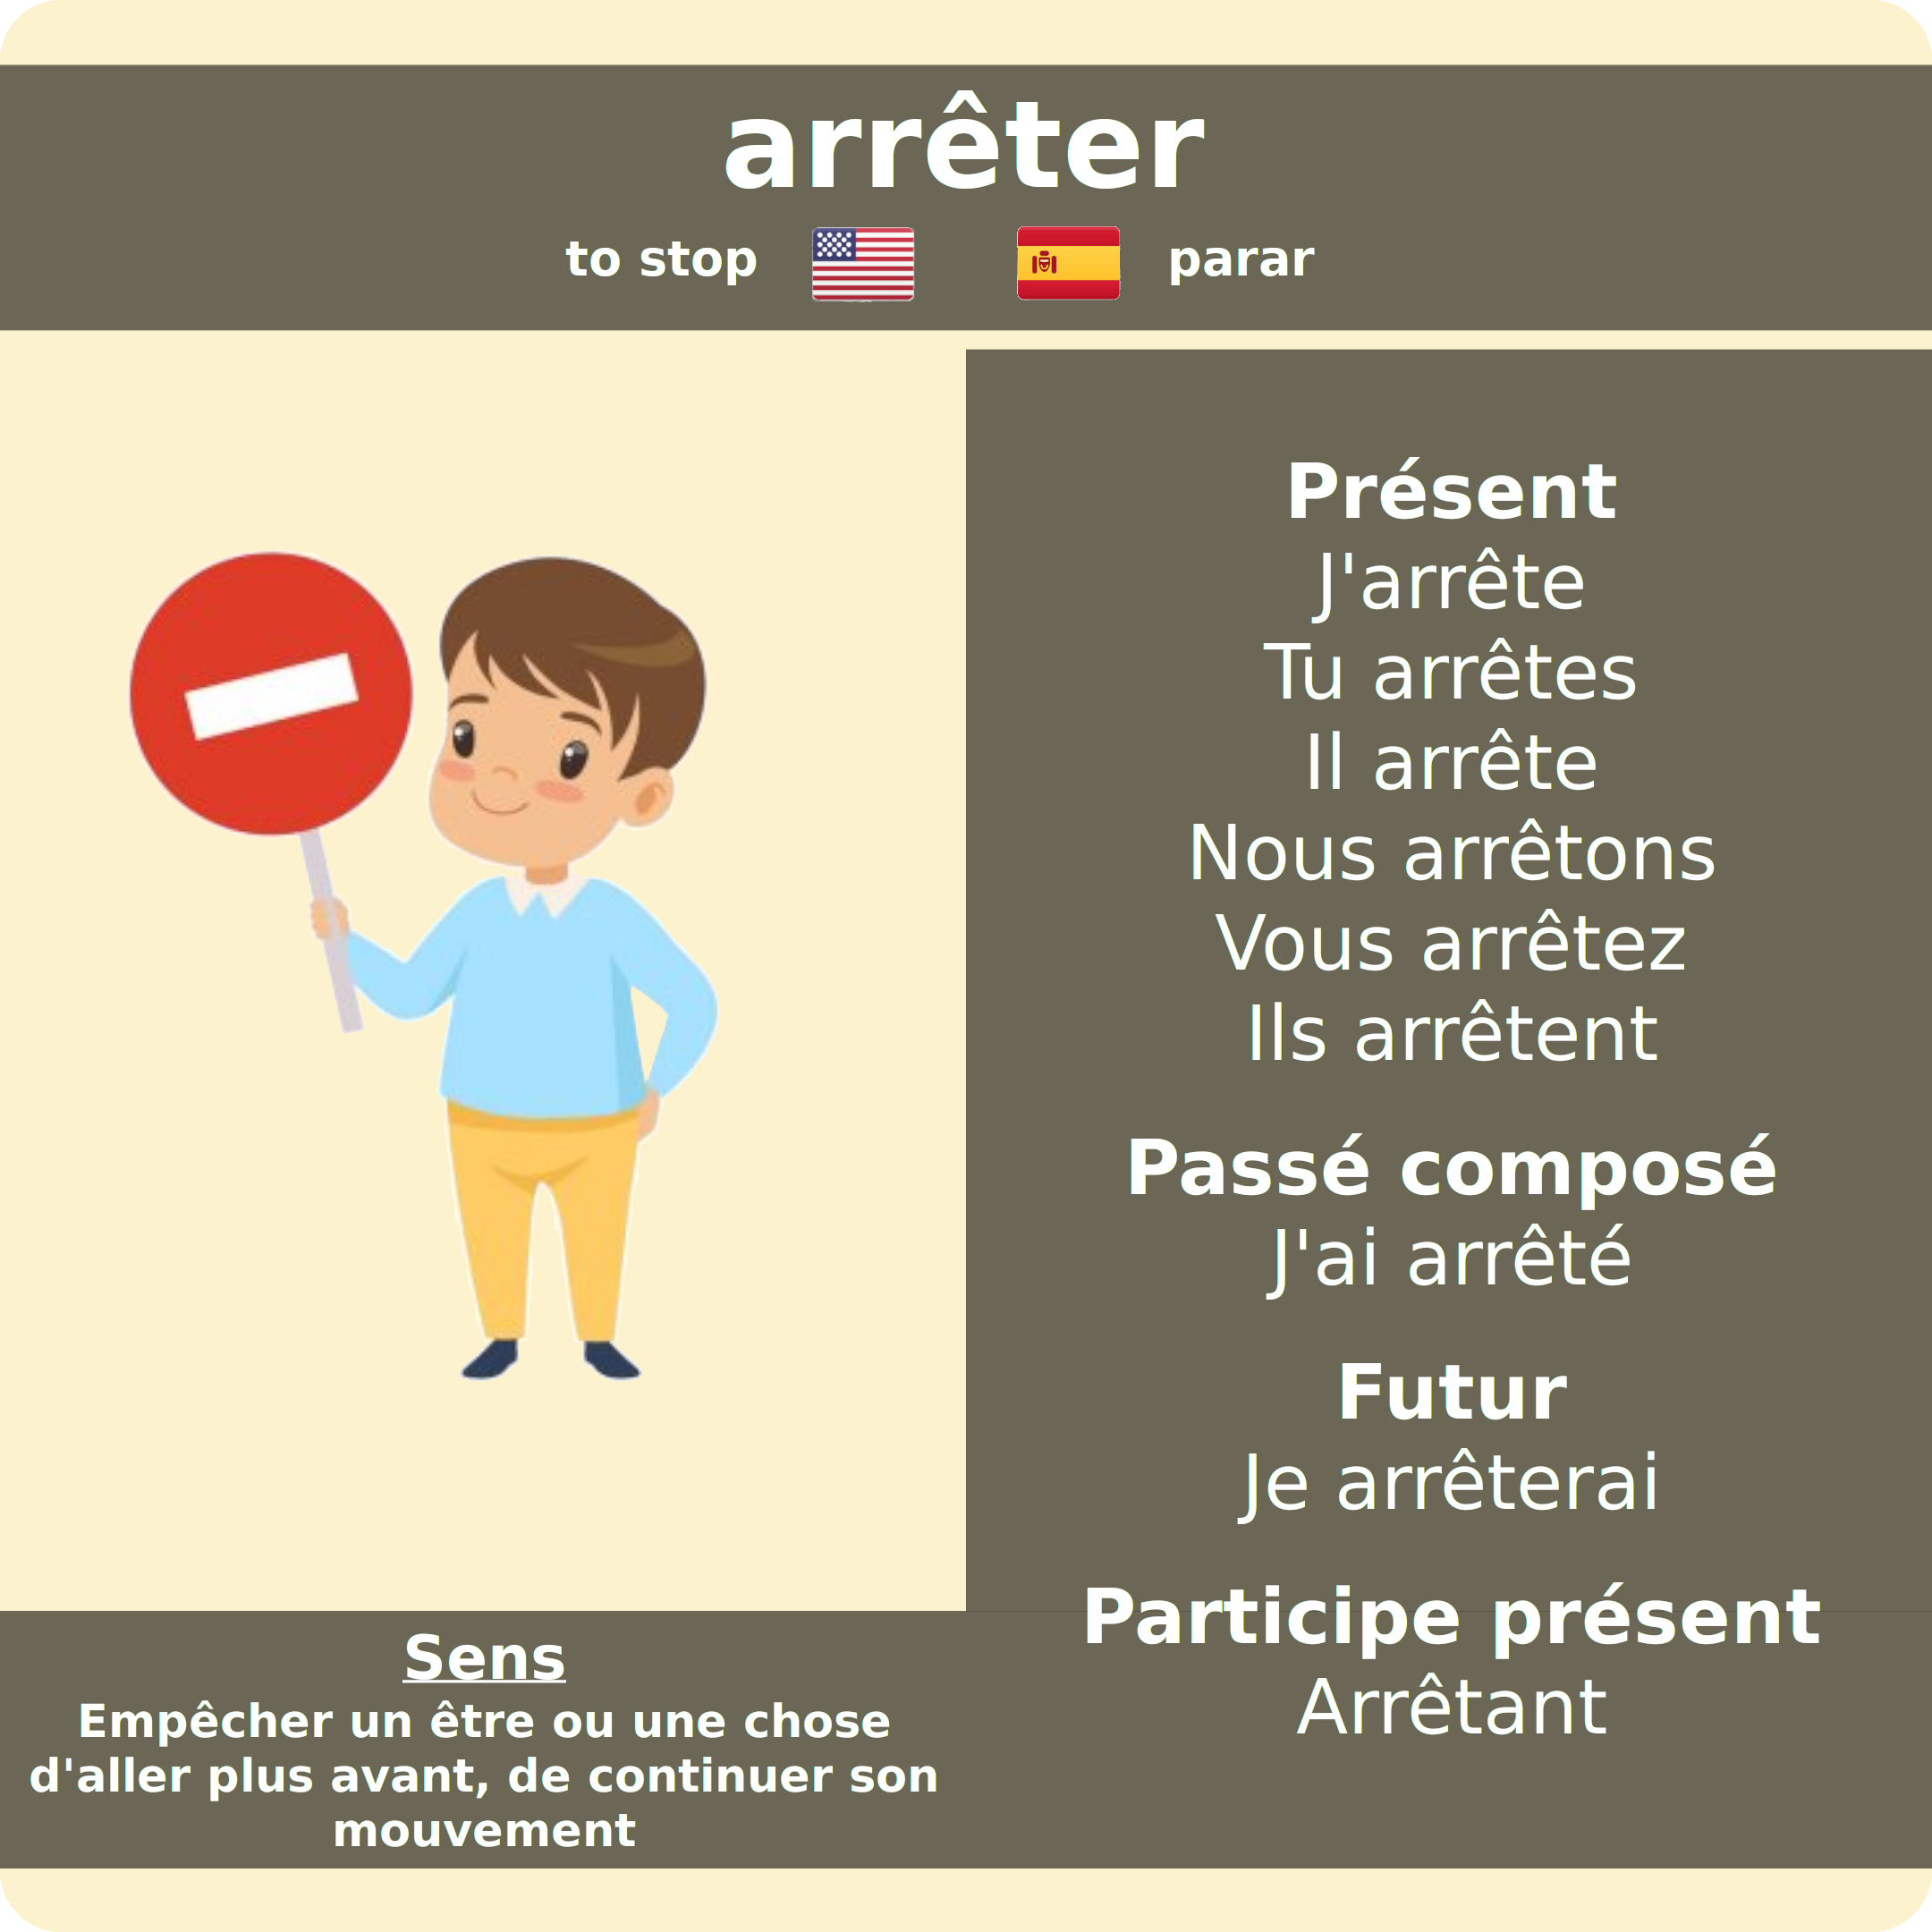 arrêter
to stop parar
Présent
J'arrête
Tu arrêtes
Il arrête
Nous arrêtons
Vous arrêtez
Ils arrêtent
Passé composé
J'ai arrêté
Futur
Je arrêterai
Participe présent
Arrêtant
Sens
Empêcher un être ou une chose
d'aller plus avant, de continuer son
mouvement